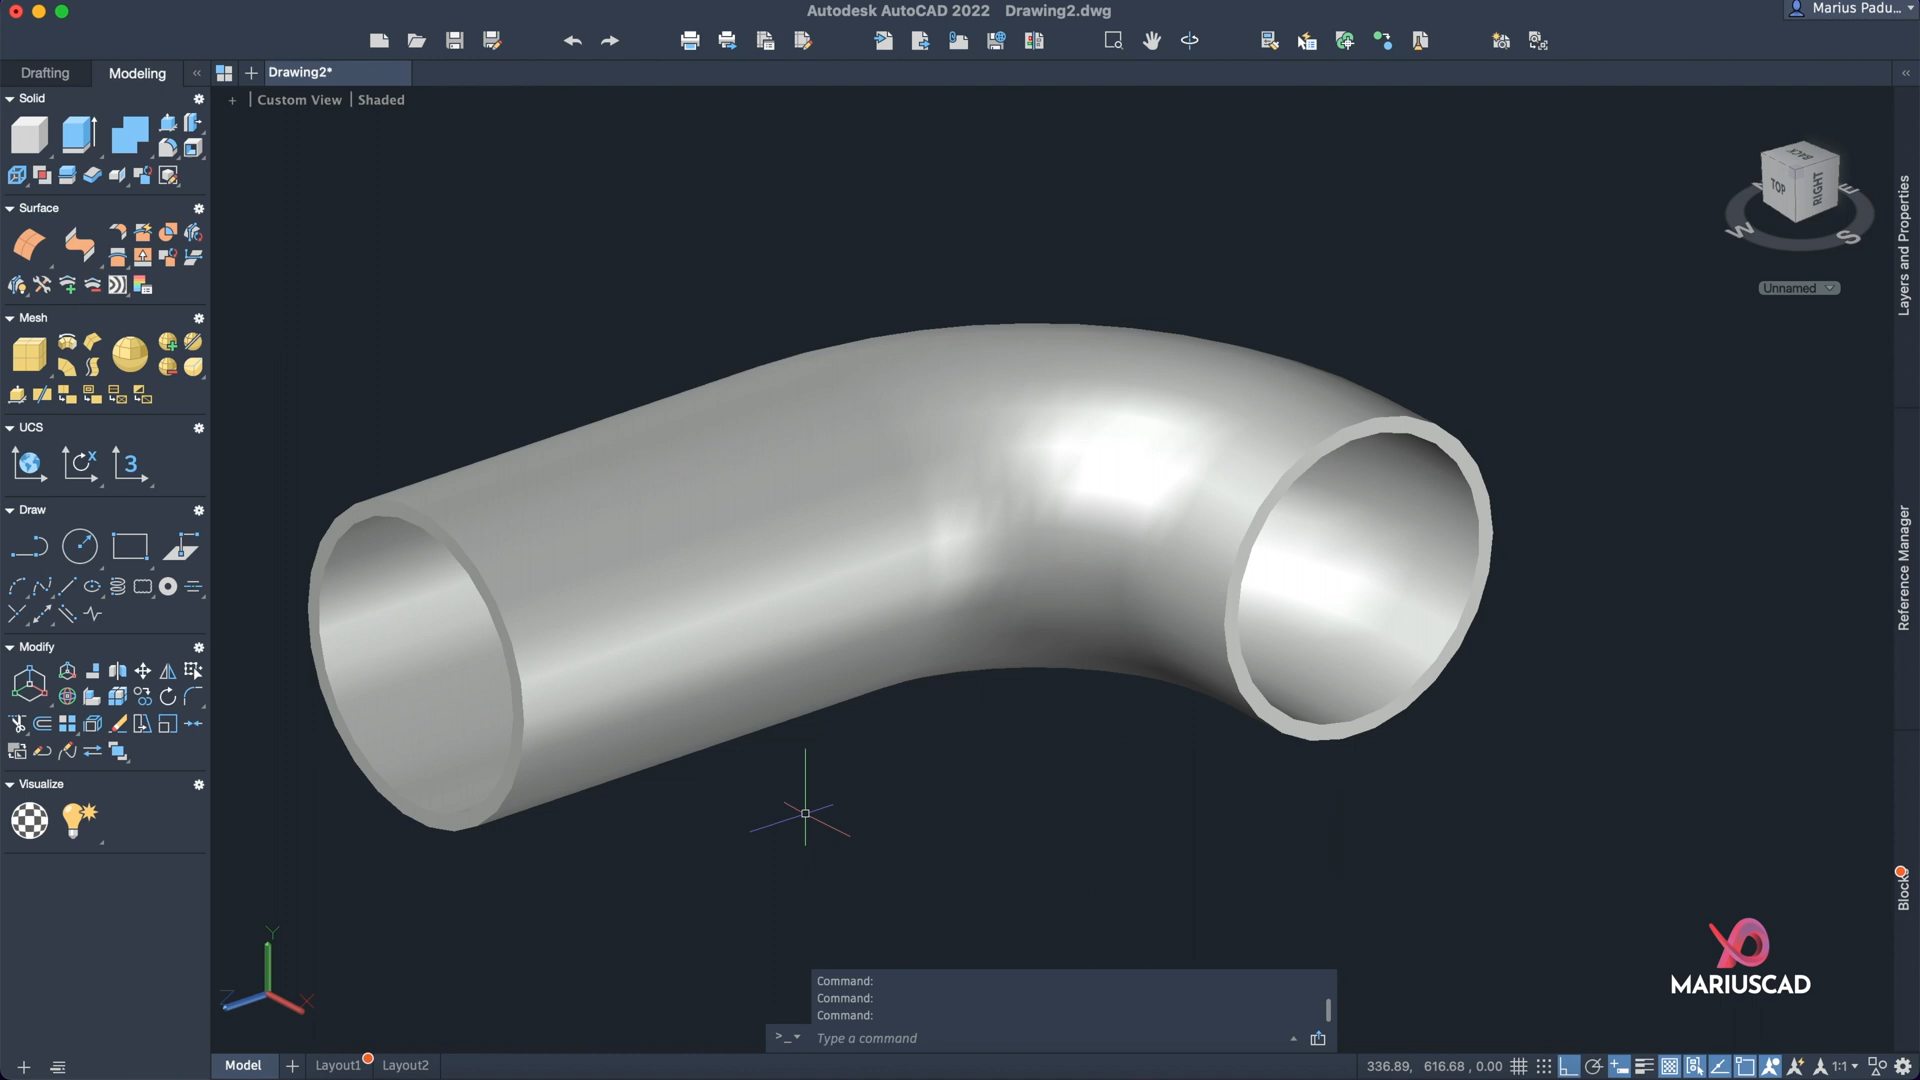 Autodesk AutoCAD 2022 Drawing2.dwg
Marius Padu...
Drafting
Modeling
Drawing2*
+ | Custom View | Shaded
Solid
Surface
Mesh
UCS
X
3
Draw
Modify
Visualize
BACK
TOP
RIGHT
W
S
E
Unnamed
Layers and Properties
Reference Manager
Blocks
Y
Z
X
MARIUSCAD
Command:
Command:
Command:
>_ Type a command
Model
Layout1
Layout2
336.89, 616.68 , 0.00
1:1